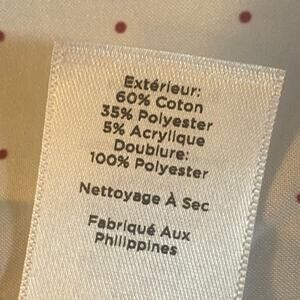 Extérieur:
60% Coton
35% Polyester
5% Acrylique
Doublure:
100% Polyester
Nettoyage À Sec
Fabriqué Aux
Philippines